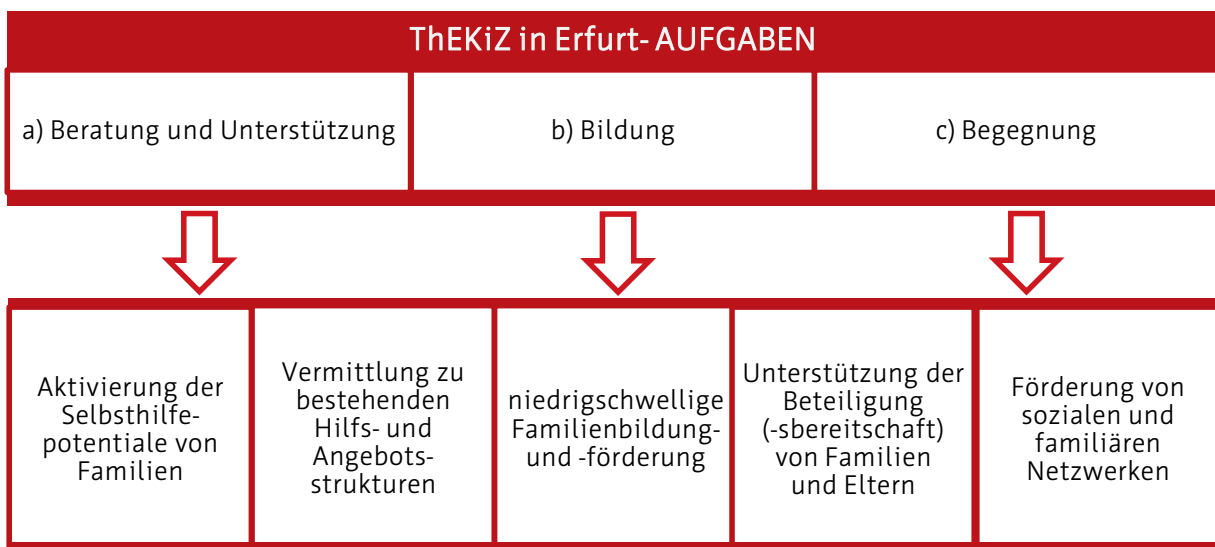 ThEKiZ in Erfurt- AUFGABEN
a) Beratung und Unterstützung
b) Bildung
c) Begegnung
Aktivierung der
Selbsthilfe-
potentiale von
Familien
Vermittlung zu
bestehenden
Hilfs- und
Angebots-
strukturen
niedrigschwellige
Familienbildung-
und -förderung
Unterstützung der
Beteiligung
(-sbereitschaft)
von Familien
und Eltern
Förderung von
sozialen und
familiären
Netzwerken